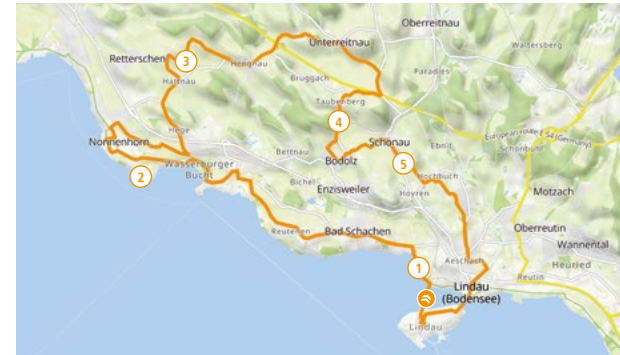 Oberreitnau
Unterreitnau
Waltersberg
Retterschen
3
Hengnau
Hattnau
Bruggach
Paradies
Taubenberg
4
Hege
Nonnenhorn
Schönau
Ebnit
European route E 54 (Germany)
Schönbühl
Bettnau
Bodolz
5
Wasserburger
Bucht
2
Hochbuch
Bichel
Enzisweiler
Hoyren
Motzach
Reutenen
Bad Schachen
Oberreutin
Wannental
Aeschach
Heuried
1
Reutin
Lindau
(Bodensee)
Lindau